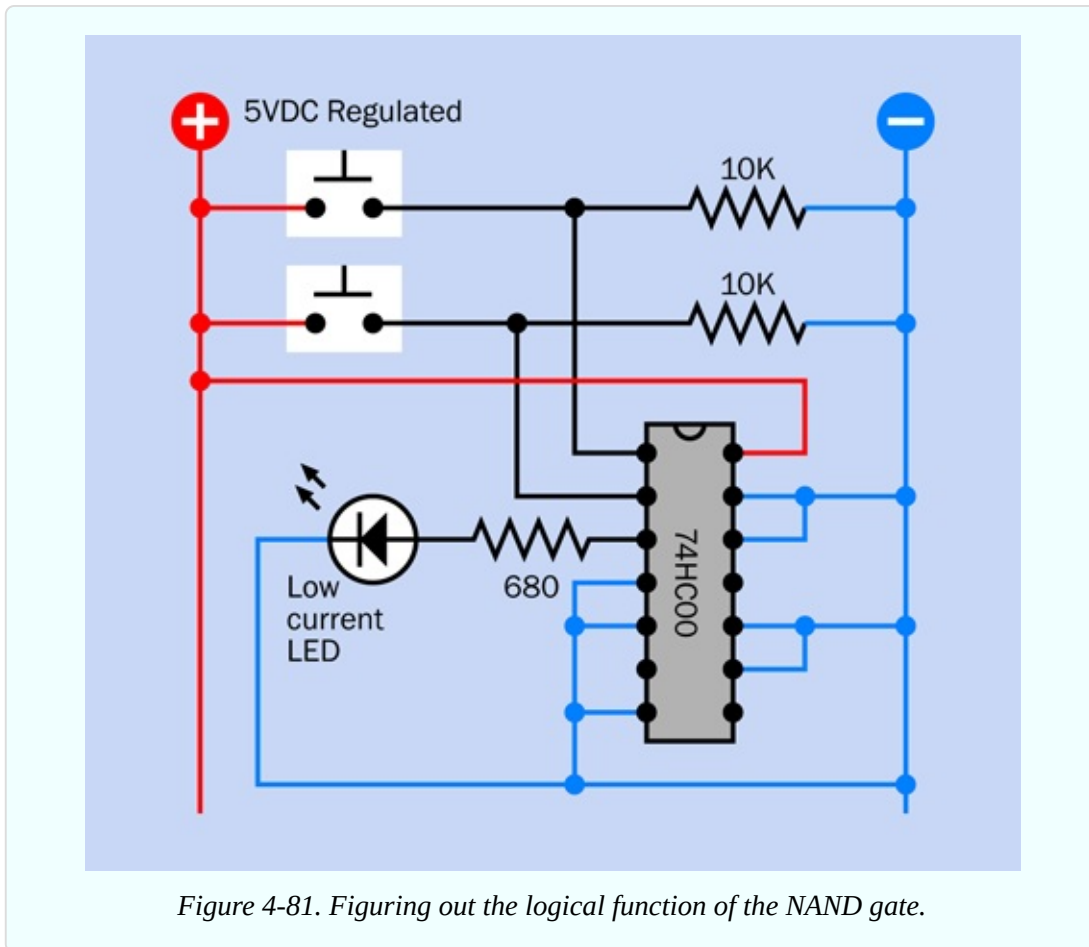 5VDC Regulated
10K
10K
74HC00
680
Low
current
LED
Figure 4-81. Figuring out the logical function of the NAND gate.